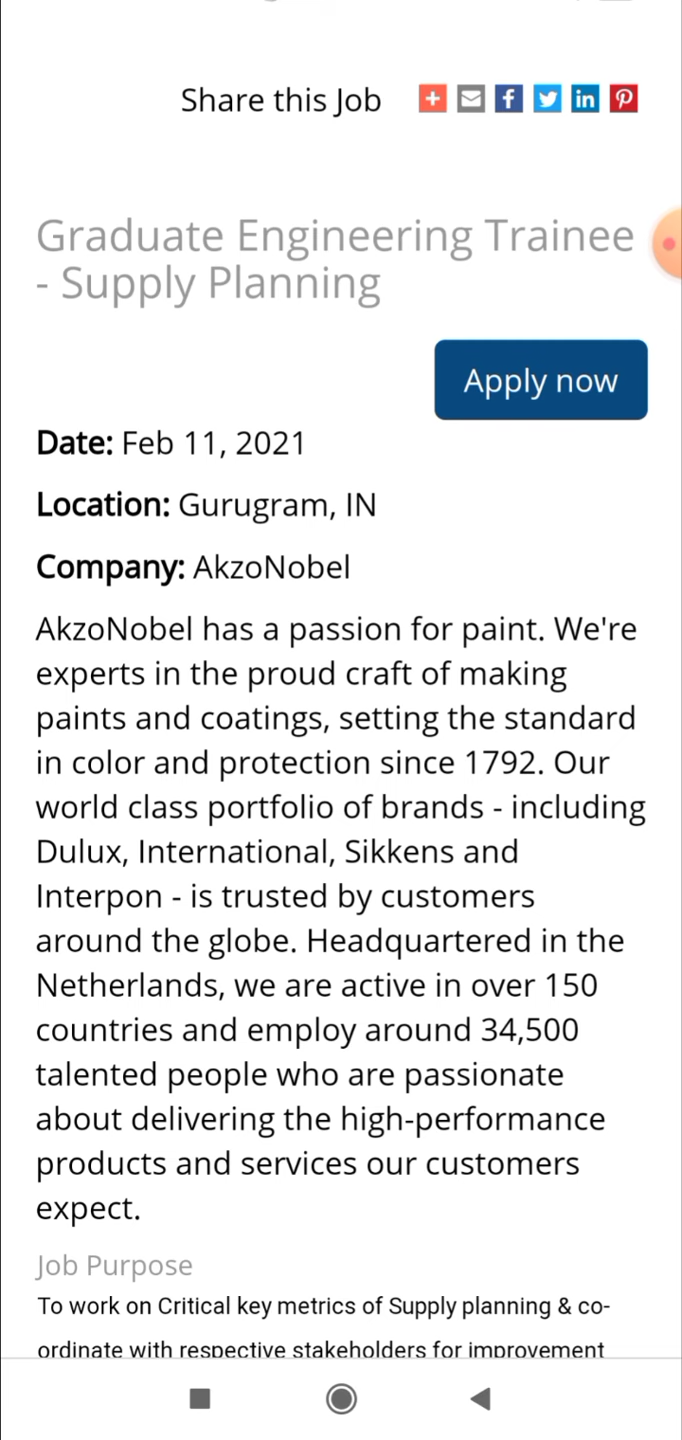 Share this Job
Graduate Engineering Trainee
- Supply Planning
Apply now
Date: Feb 11, 2021
Location: Gurugram, IN
Company: AkzoNobel
AkzoNobel has a passion for paint. We're
experts in the proud craft of making
paints and coatings, setting the standard
in color and protection since 1792. Our
world class portfolio of brands - including
Dulux, International, Sikkens and
Interpon - is trusted by customers
around the globe. Headquartered in the
Netherlands, we are active in over 150
countries and employ around 34,500
talented people who are passionate
about delivering the high-performance
products and services our customers
expect.
Job Purpose
To work on Critical key metrics of Supply planning & co-
ordinate with respective stakeholders for improvement